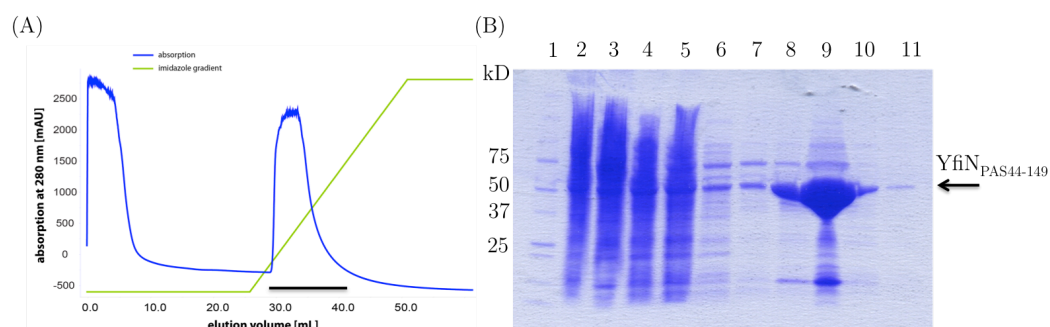 (A)
absorption
imidazole gradient
absorption at 280 nm [mAU]
2500
2000
1500
1000
500
0
-500
0.0 10.0 20.0 30.0 40.0 50.0
elution volume [mL]
(B)
1 2 3 4 5 6 7 8 9 10 11
kD
75
50
37
25
YfiN PAS44-149